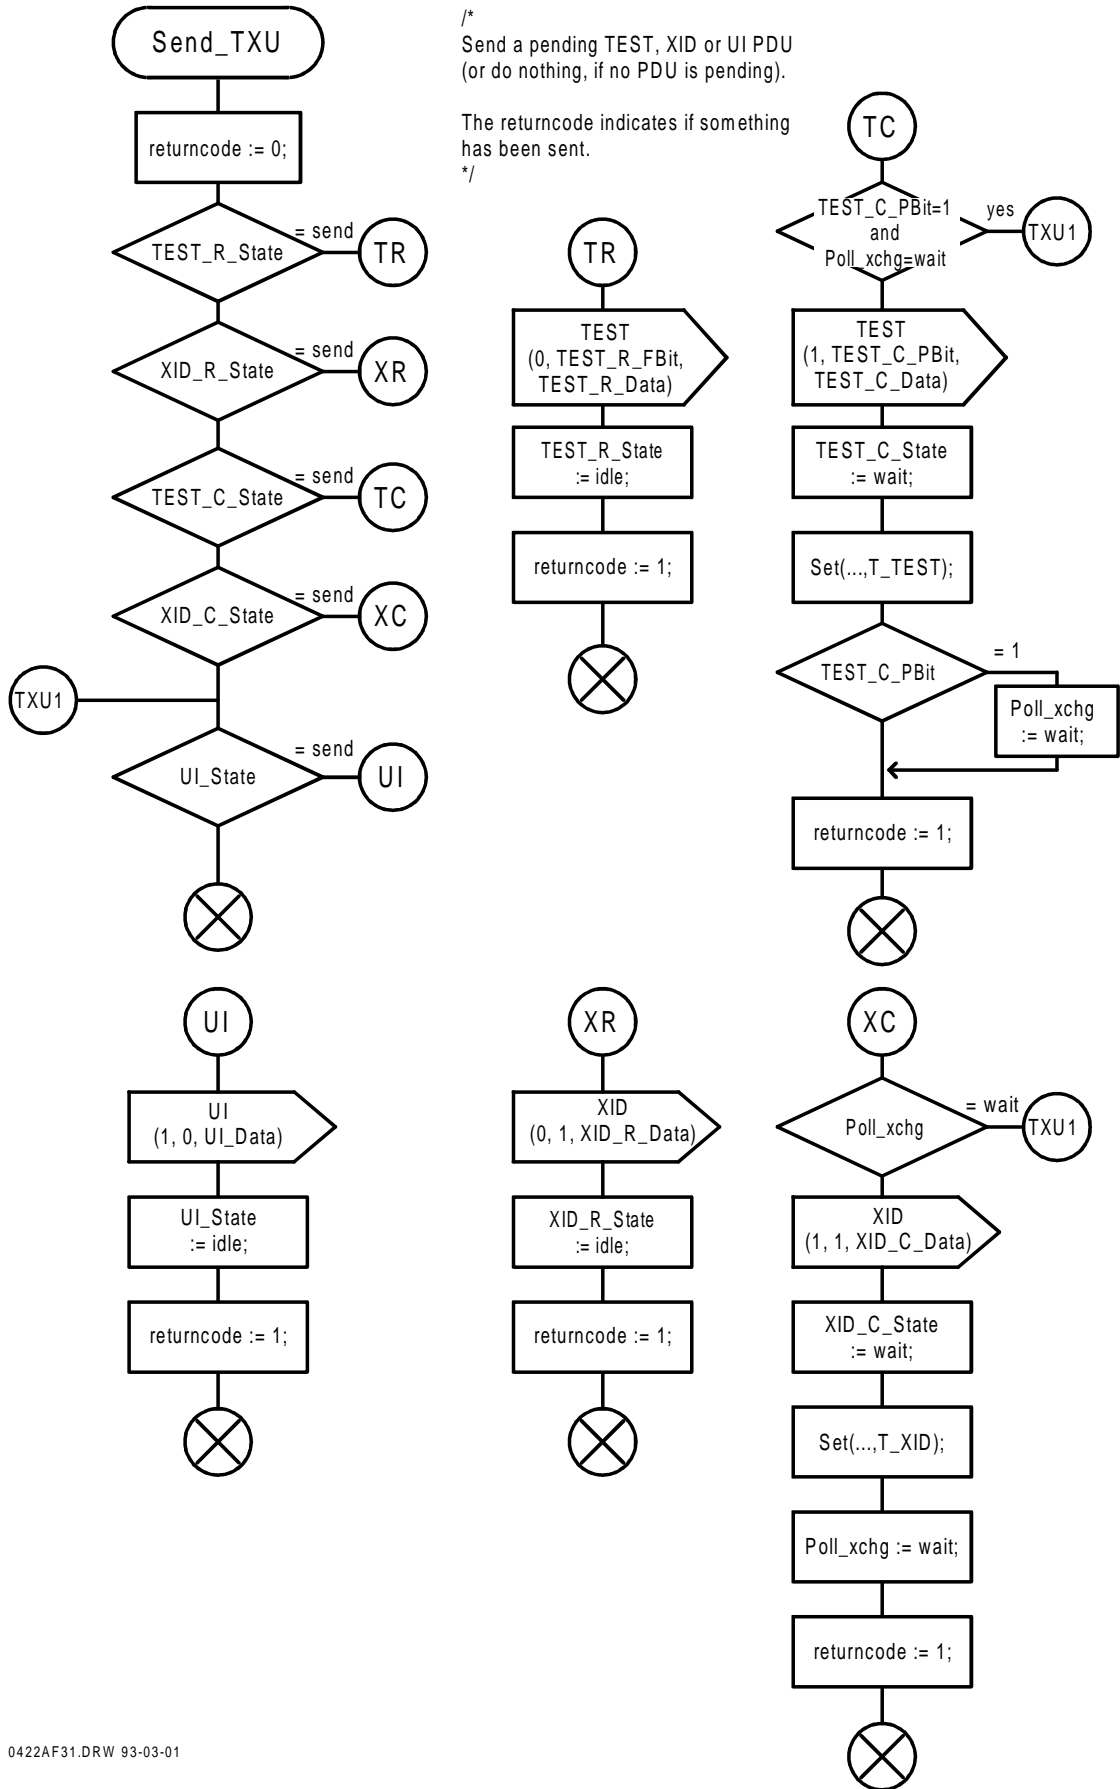 Send_TXU
returncode := 0;
TEST_R_State
= send
TR
XID_R_State
= send
XR
TEST_C_State
= send
TC
XID_C_State
= send
XC
TXU1
UI_State
= send
UI
/*
Send a pending TEST, XID or UI PDU
(or do nothing, if no PDU is pending).
The returncode indicates if something
has been sent.
*/
TR
TEST
(0, TEST_R_FBit,
TEST_R_Data)
TEST_R_State
:= idle;
returncode := 1;
TC
TEST_C_PBit=1
and
Poll_xchg=wait
yes
TXU1
TEST
(1, TEST_C_PBit,
TEST_C_Data)
TEST_C_State
:= wait;
Set(...,T_TEST);
TEST_C_PBit
= 1
Poll_xchg
:= wait;
returncode := 1;
UI
UI
(1, 0, UI_Data)
UI_State
:= idle;
returncode := 1;
XR
XID
(0, 1, XID_R_Data)
XID_R_State
:= idle;
returncode := 1;
XC
Poll_xchg
= wait
TXU1
XID
(1, 1, XID_C_Data)
XID_C_State
:= wait;
Set(...,T_XID);
Poll_xchg := wait;
returncode := 1;
0422AF31.DRW 93-03-01